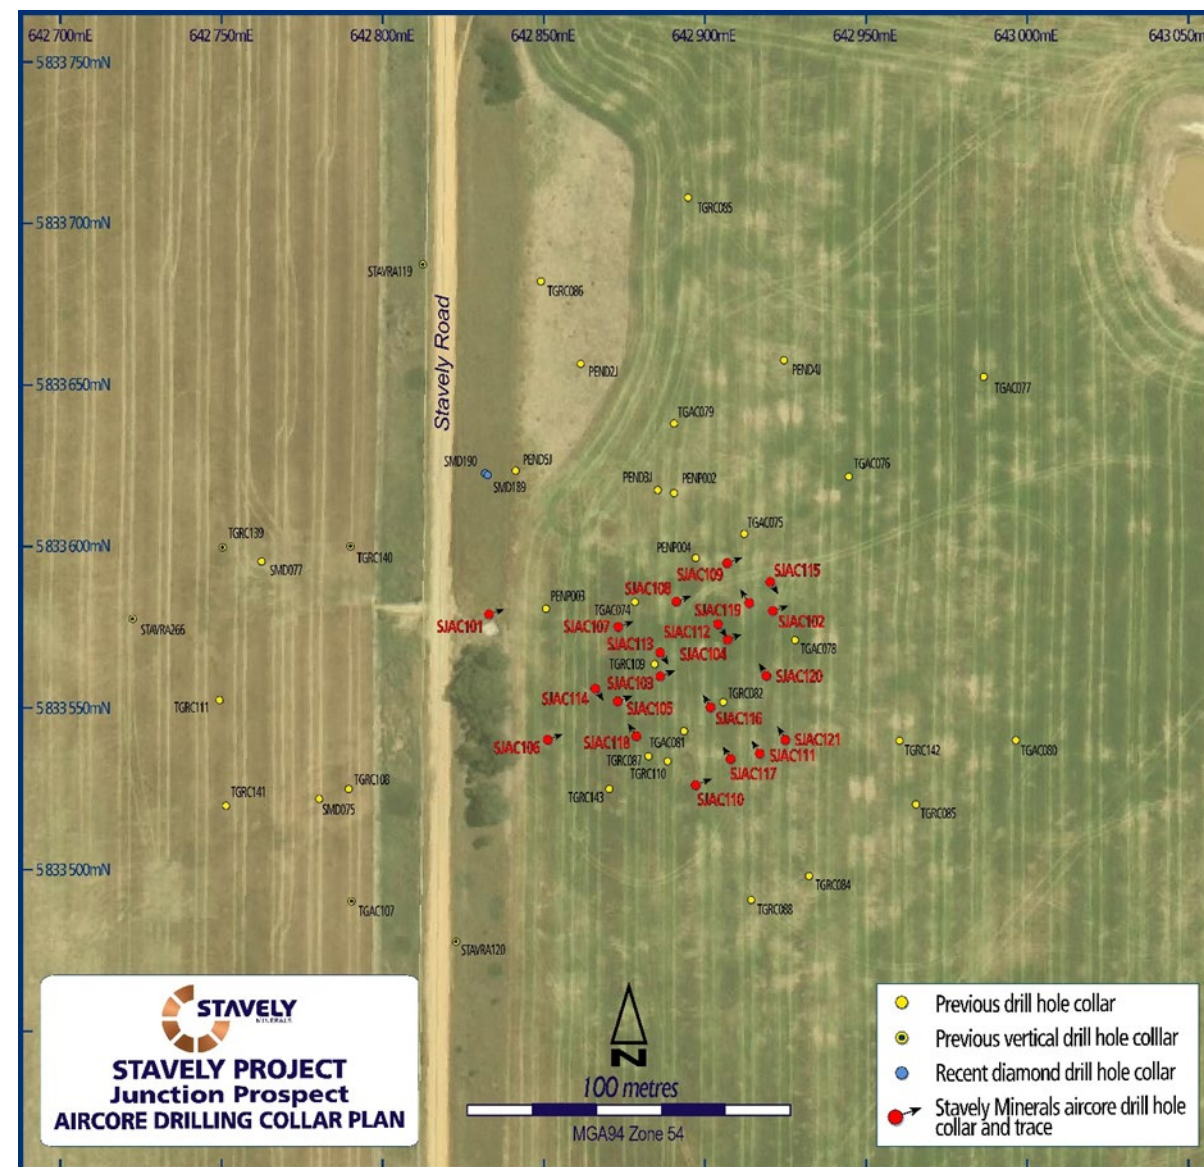 642 700mE
642 750mE
642 800mE
642 850mE
642 900mE
642 950mE
643 000mE
643 050m
5 833 750mN
5 833 700mN
TGRC085
STAVRA119
TGRC086
Stavely Road
5 833 650mN
PEND2J
PEND4J
TGAC077
TGAC079
SMD190
PEND5J
SMD189
PEND3J
PENP002
TGAC076
TGRC139
TGAC075
5 833 600mN
SMD077
TGRC140
PENP004
SJAC109
SJAC115
SJAC108
PENP003
TGAC074
SJAC119
SJAC102
STAVRA266
SJAC101
SJAC107
SJAC112
SJAC113
SJAC104
TGAC078
TGRC109
SJAC103
SJAC120
SJAC114
TGRC111
5 833 550mN
SJAC105
TGRC082
SJAC116
SJAC106
SJAC118
TGAC081
SJAC121
TGRC142
TGAC080
TGRC087
SJAC111
TGRC110
SJAC117
TGRC141
TGRC108
SMD075
TGRC143
SJAC110
TGRC085
5 833 500mN
TGRC084
TGAC107
TGRC088
STAVRA120
STAVELY
MINERALS
STAVELY PROJECT
Junction Prospect
AIRCORE DRILLING COLLAR PLAN
N
100 metres
MGA94 Zone 54
Previous drill hole collar
Previous vertical drill hole colllar
Recent diamond drill hole collar
Stavely Minerals aircore drill hole
collar and trace